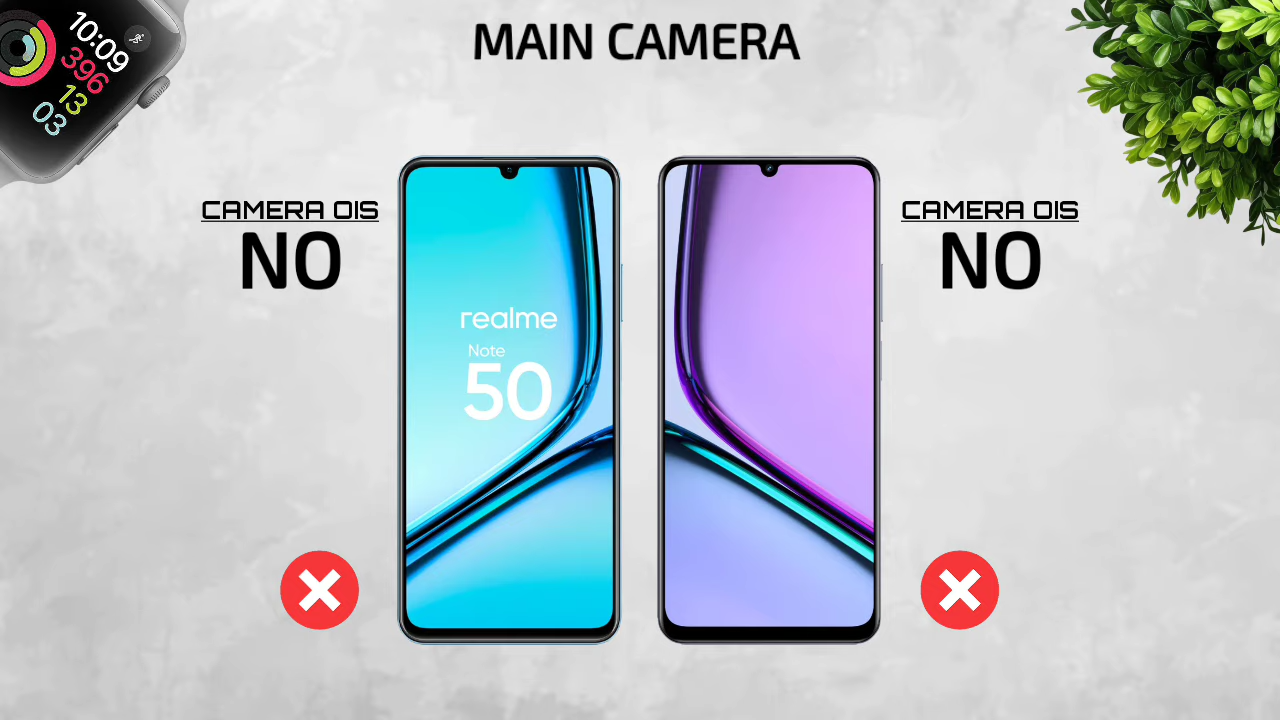 MAIN CAMERA
10:09
396
13
03
CAMERA OIS
NO
realme
Note
50
CAMERA OIS
NO